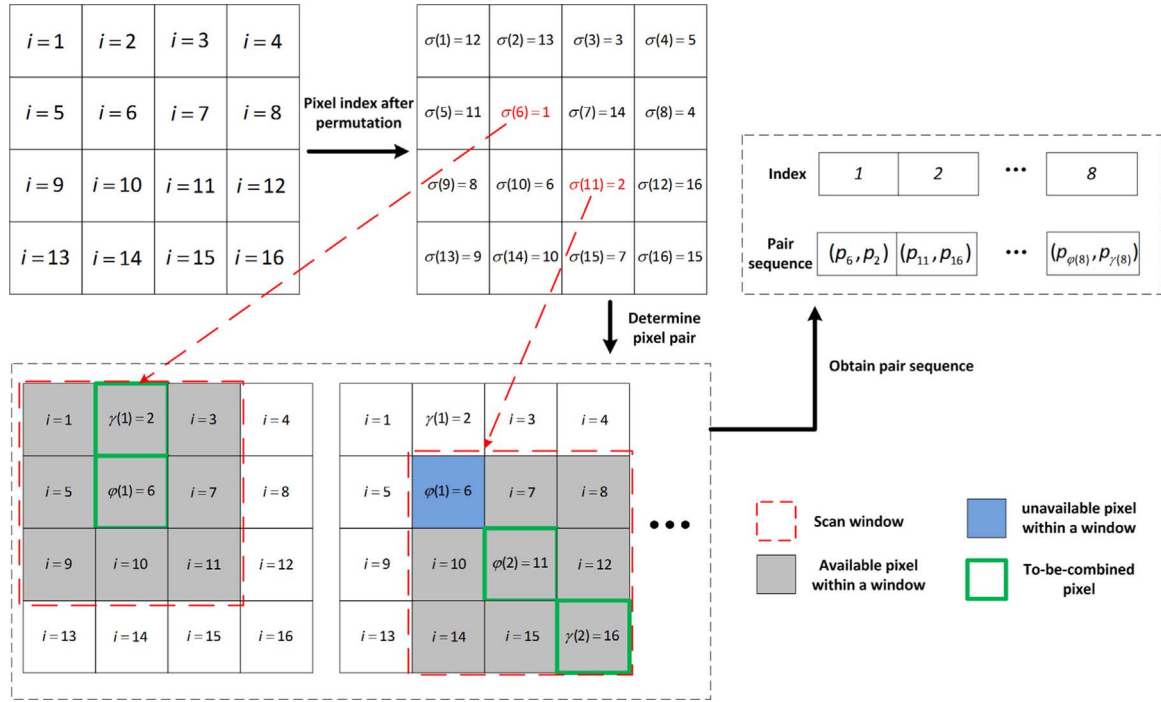 i = 1 i = 2 i = 3 i = 4
i = 5 i = 6 i = 7 i = 8
i = 9 i = 10 i = 11 i = 12
i = 13 i = 14 i = 15 i = 16
Pixel index after
permutation
σ(1) = 12 σ(2) = 13 σ(3) = 3 σ(4) = 5
σ(5) = 11 σ(6) = 1 σ(7) = 14 σ(8) = 4
σ(9) = 8 σ(10) = 6 σ(11) = 2 σ(12) = 16
σ(13) = 9 σ(14) = 10 σ(15) = 7 σ(16) = 15
Determine
pixel pair
i = 1 γ(1) = 2 i = 3 i = 4
i = 5 φ(1) = 6 i = 7 i = 8
i = 9 i = 10 i = 11 i = 12
i = 13 i = 14 i = 15 i = 16
i = 1 γ(1) = 2 i = 3 i = 4
i = 5 φ(1) = 6 i = 7 i = 8
i = 9 i = 10 φ(2) = 11 i = 12
i = 13 i = 14 i = 15 γ(2) = 16
•••
Obtain pair sequence
Index 1 2 ••• 8
Pair
sequence
(p₆, p₂) (p₁₁, p₁₆) ••• (p_φ(8), p_γ(8))
Scan window
unavailable pixel
within a window
Available pixel
within a window
To-be-combined
pixel